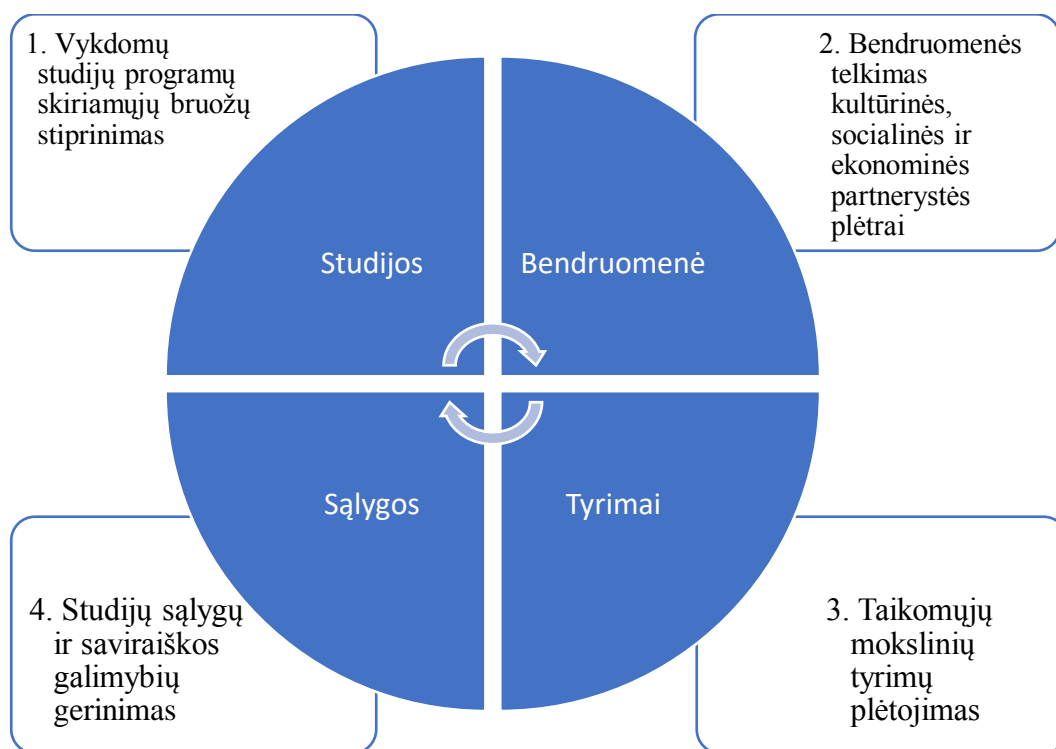 1. Vykdomų
studijų programų
skiriamųjų bruožų
stiprinimas
2. Bendruomenės
telkimas
kultūrinės,
socialinės ir
ekonominės
partnerystės
plėtrai
Studijos
Bendruomenė
Sąlygos
Tyrimai
4. Studijų sąlygų
ir saviraiškos
galimybių
gerinimas
3. Taikomųjų
mokslinių
tyrimų
plėtojimas